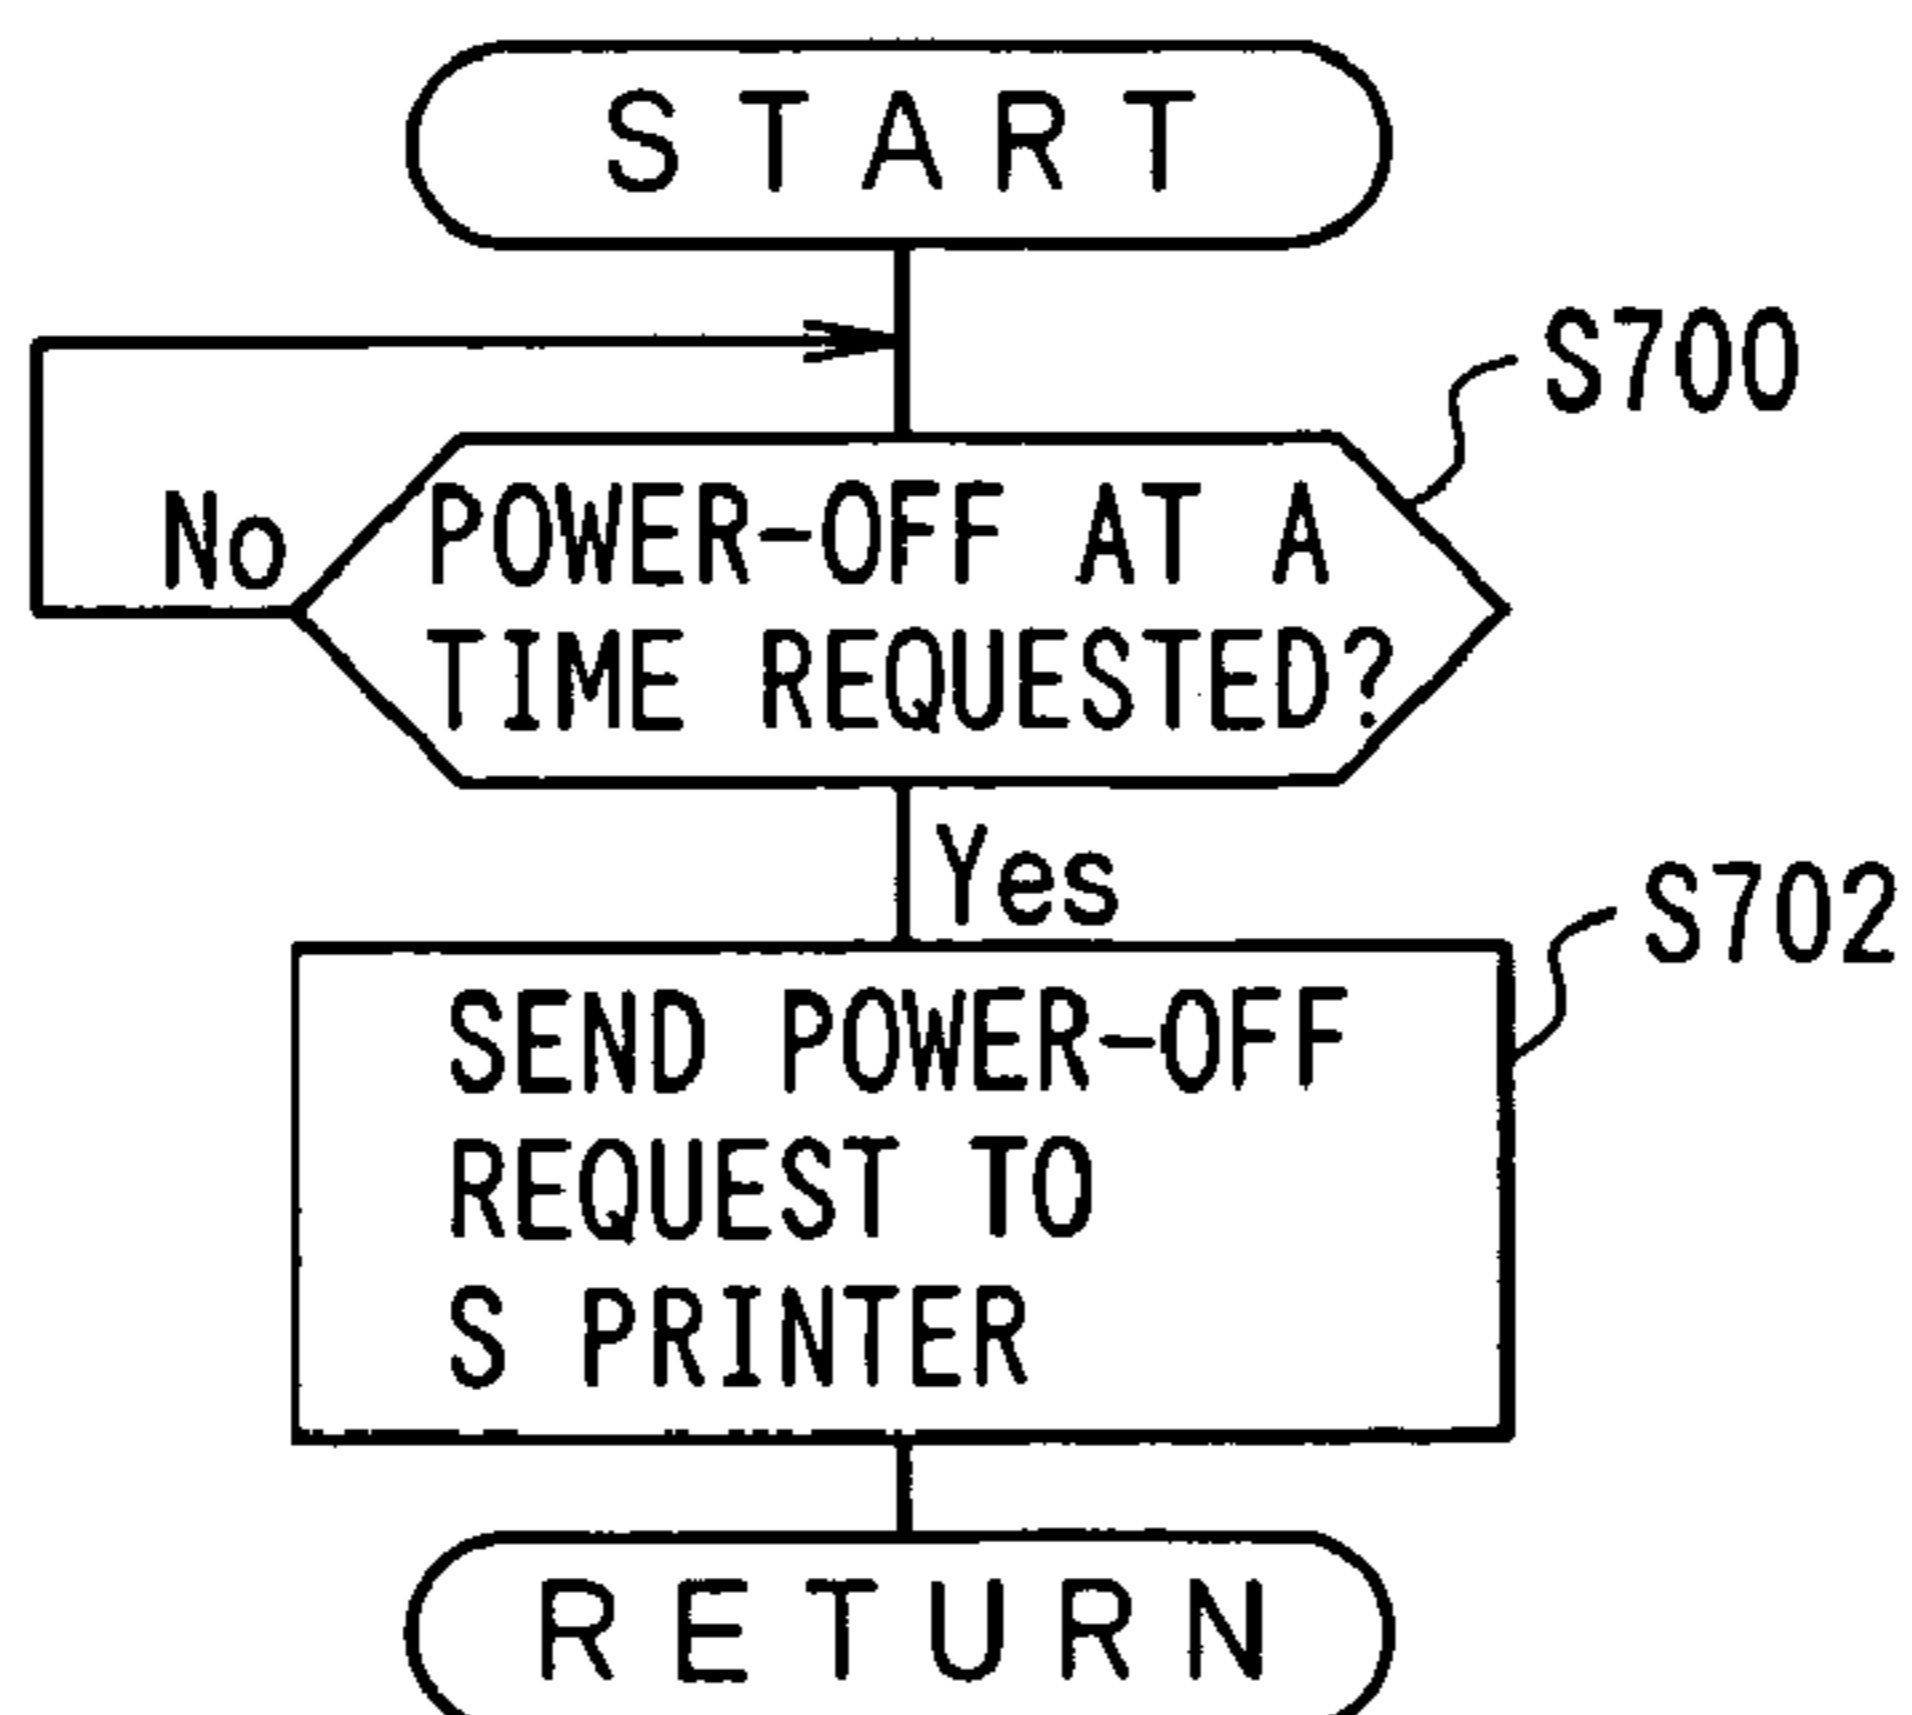 START
S700
No
POWER-OFF AT A
TIME REQUESTED?
Yes
S702
SEND POWER-OFF
REQUEST TO
S PRINTER
RETURN